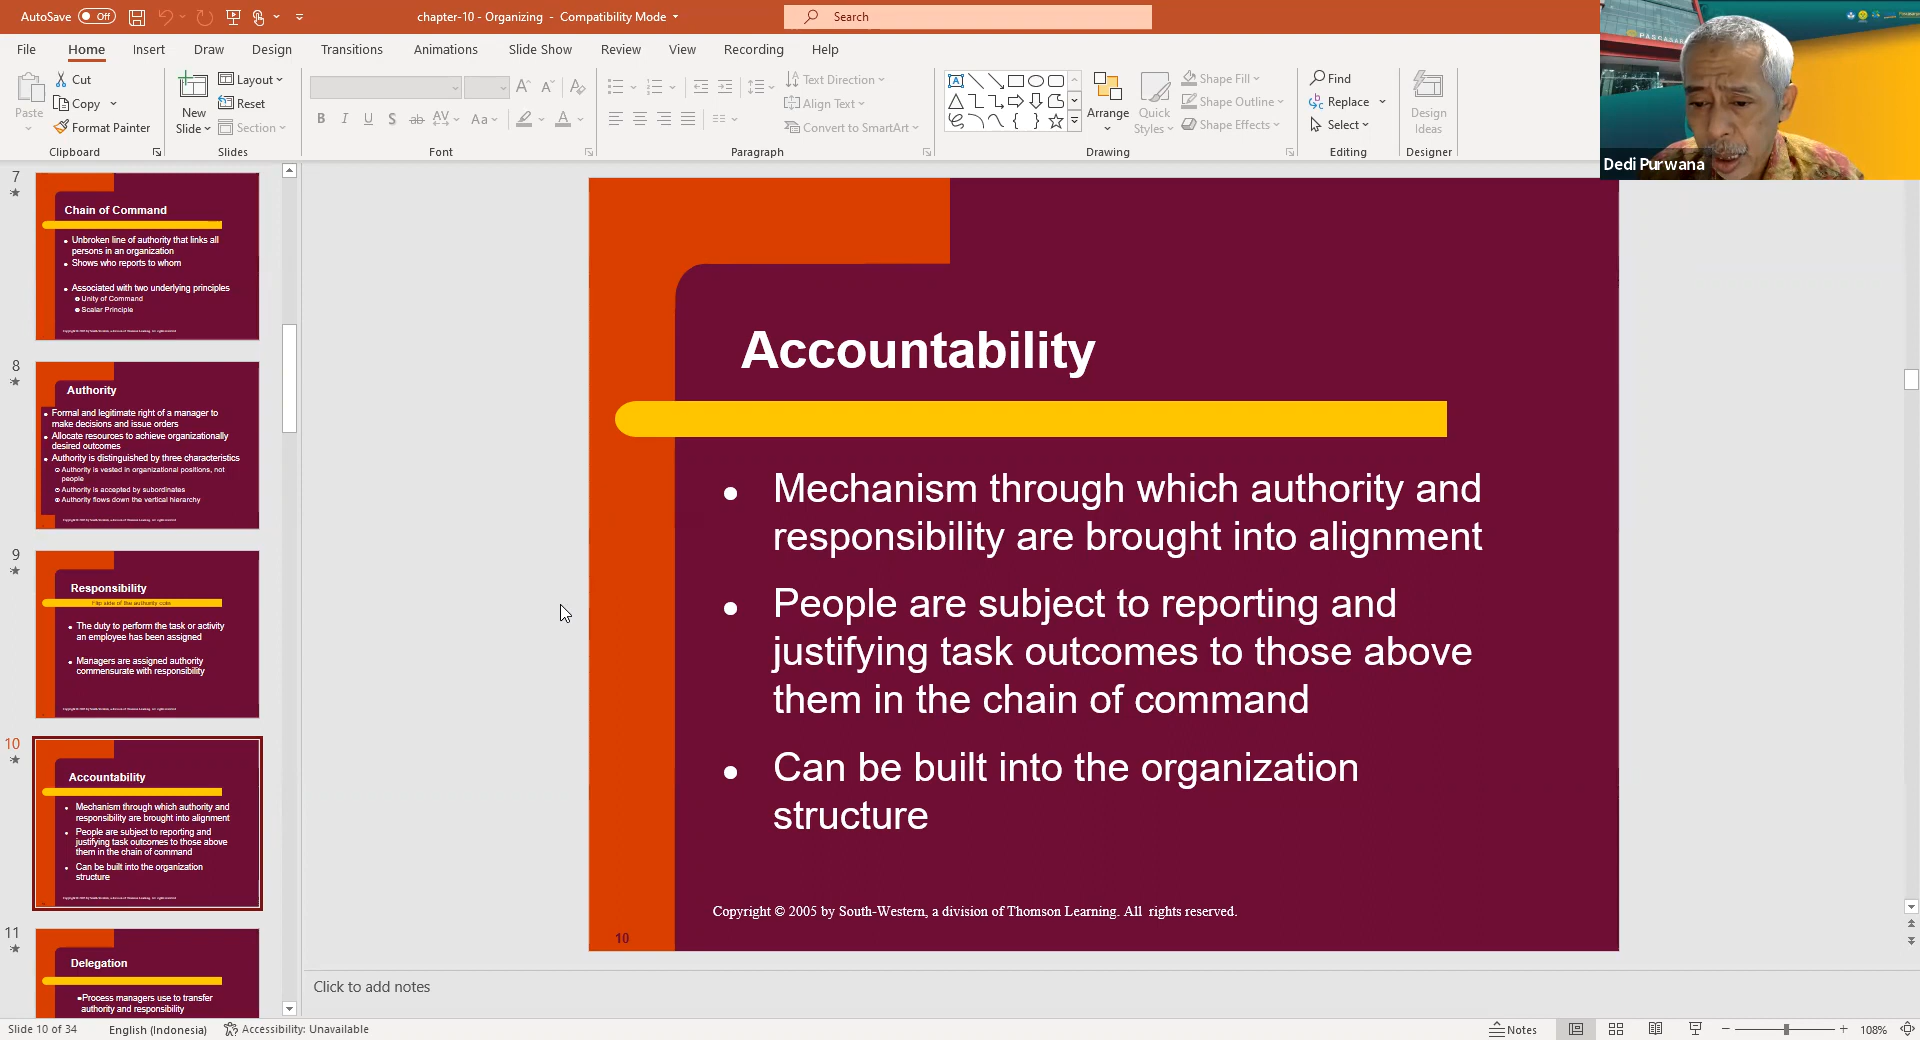 AutoSave Off
chapter-10 - Organizing - Compatibility Mode
Search
File Home Insert Draw Design Transitions Animations Slide Show Review View Recording Help
Paste
Cut
Copy
Format Painter
Clipboard
New
Slide
Layout
Reset
Section
Slides
B I U S ab AV Aa A
Font
Text Direction
Align Text
Convert to SmartArt
Paragraph
Arrange
Quick
Styles
Shape Fill
Shape Outline
Shape Effects
Drawing
Find
Replace
Select
Editing
Design
Ideas
Designer
Dedi Purwana
7
Chain of Command
Unbroken line of authority that links all
persons in an organization
Shows who reports to whom
Associated with two underlying principles
Unity of Command
Scalar Principle
8
Authority
Formal and legitimate right of a manager to
make decisions and issue orders
Allocate resources to achieve organizationally
desired outcomes
Authority is distinguished by three characteristics
Authority is vested in organizational positions, not
people
Authority is accepted by subordinates
Authority flows down the vertical hierarchy
9
Responsibility
Flip side of the authority coin
The duty to perform the task or activity
an employee has been assigned
Managers are assigned authority
commensurate with responsibility
10
Accountability
Mechanism through which authority and
responsibility are brought into alignment
People are subject to reporting and
justifying task outcomes to those above
them in the chain of command
Can be built into the organization
structure
11
Delegation
Process managers use to transfer
authority and responsibility
Accountability
• Mechanism through which authority and
responsibility are brought into alignment
• People are subject to reporting and
justifying task outcomes to those above
them in the chain of command
• Can be built into the organization
structure
Copyright © 2005 by South-Western, a division of Thomson Learning. All rights reserved.
10
Click to add notes
Slide 10 of 34 English (Indonesia) Accessibility: Unavailable
Notes
108%